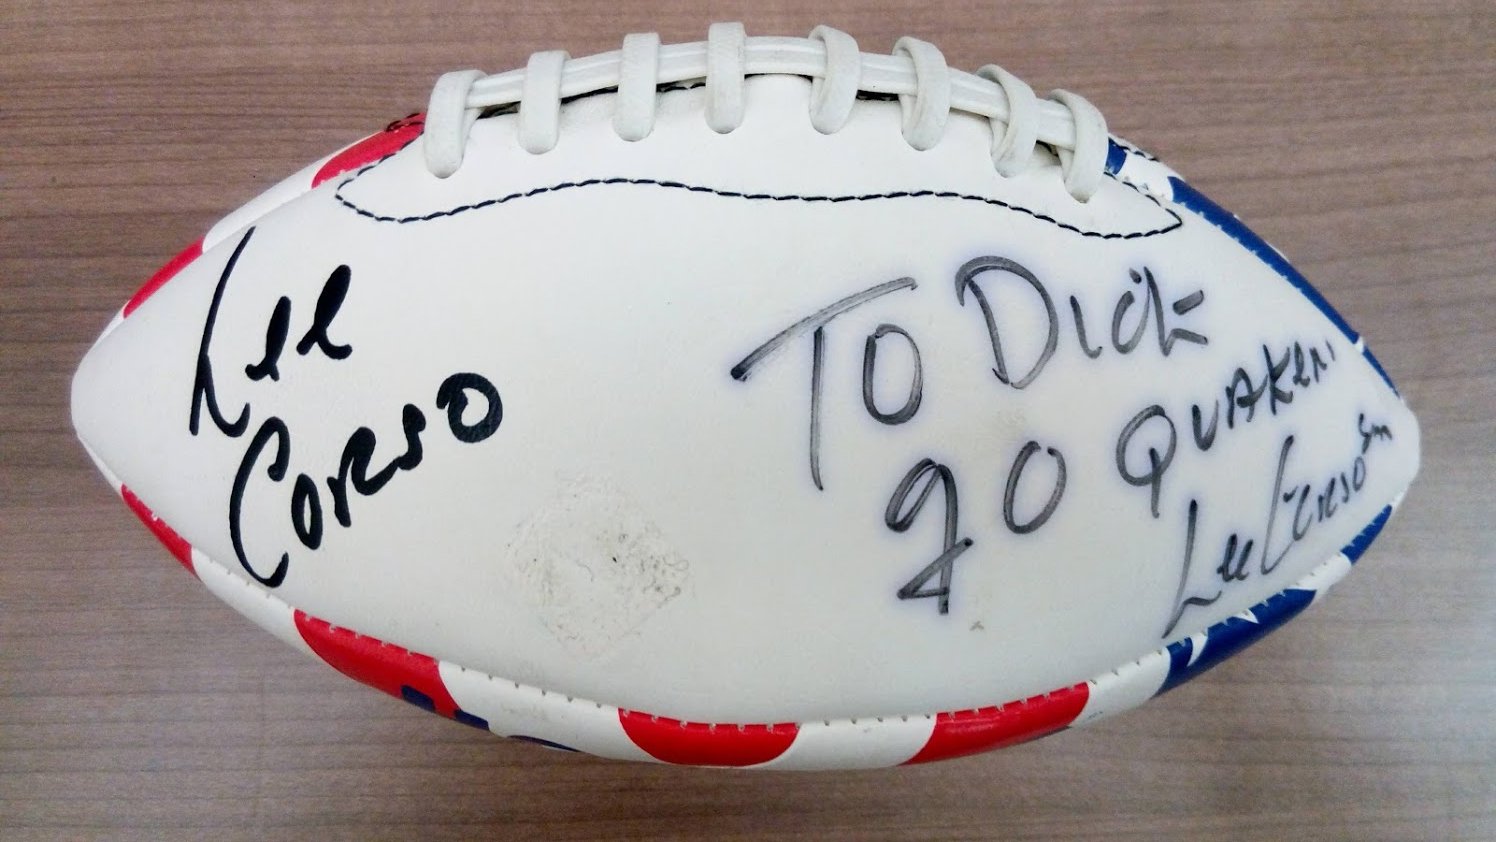 Lee
CORSO
TO DICK
go QUAKERS
Lee Corso